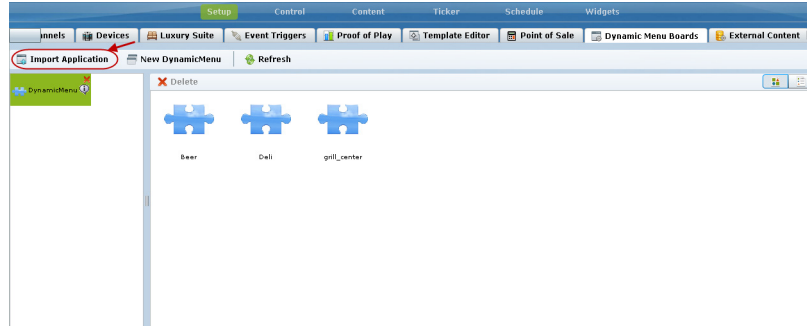 Setup Control Content Ticker Schedule Widgets
nnels Devices Luxury Suite Event Triggers Proof of Play Template Editor Point of Sale Dynamic Menu Boards External Content
Import Application New DynamicMenu Refresh
Delete
DynamicMenu
Beer Deli grill_center